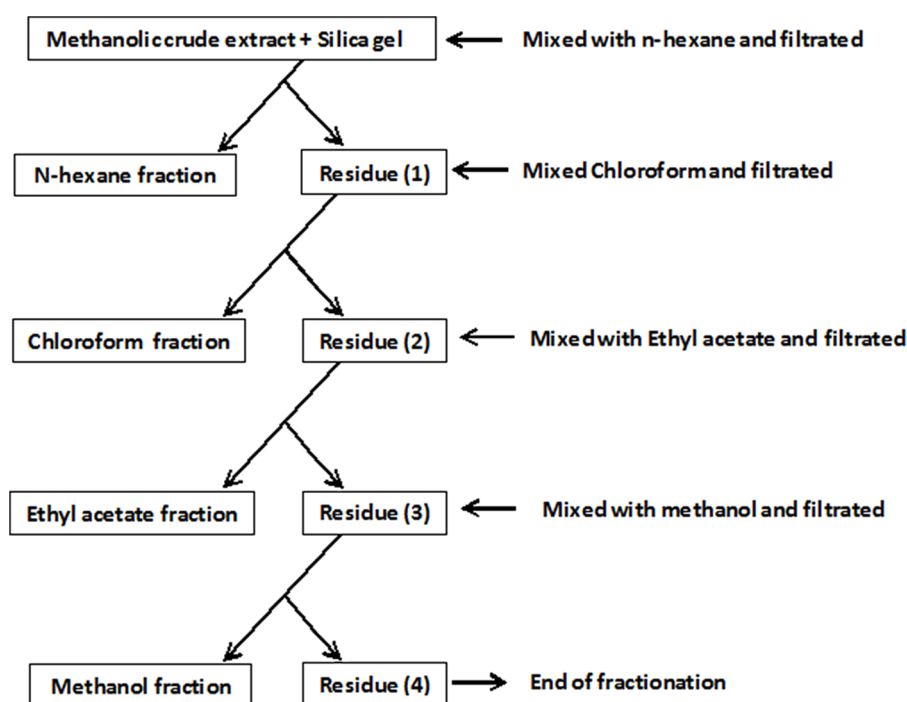 Methanolic crude extract + Silica gel
Mixed with n-hexane and filtrated
N-hexane fraction
Residue (1)
Mixed Chloroform and filtrated
Chloroform fraction
Residue (2)
Mixed with Ethyl acetate and filtrated
Ethyl acetate fraction
Residue (3)
Mixed with methanol and filtrated
Methanol fraction
Residue (4)
End of fractionation